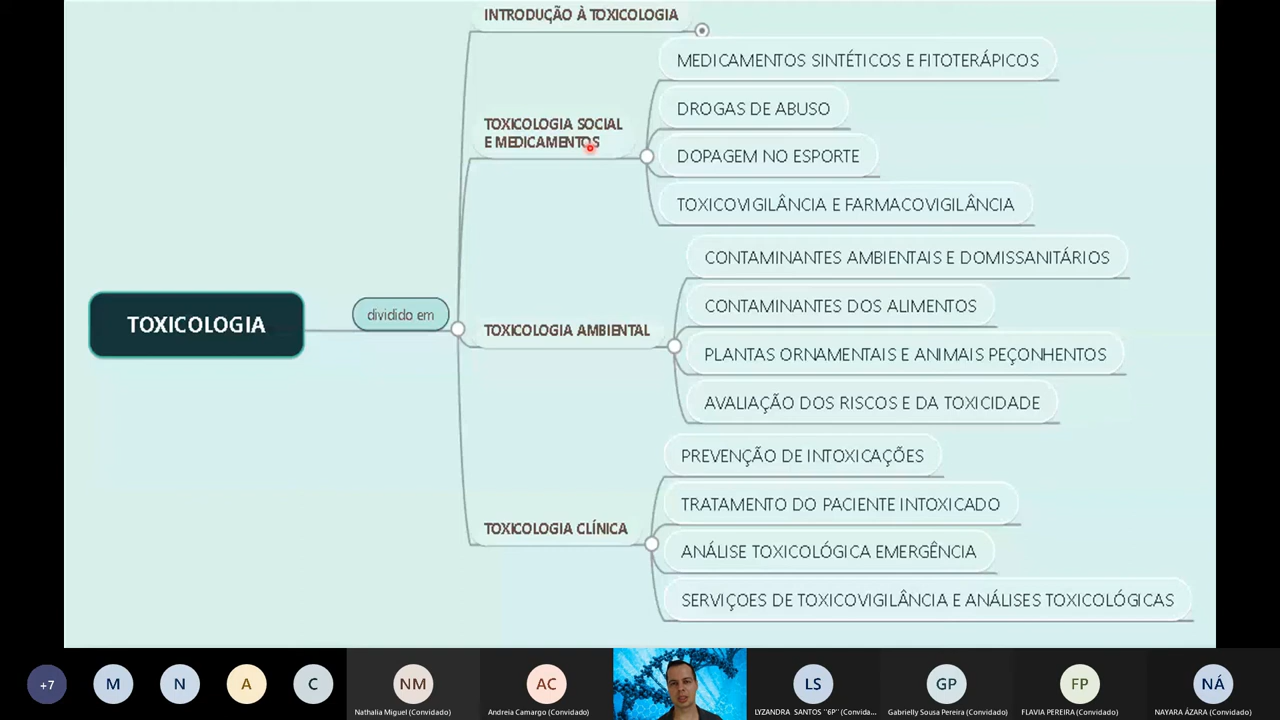 INTRODUÇÃO À TOXICOLOGIA
MEDICAMENTOS SINTÉTICOS E FITOTERÁPICOS
DROGAS DE ABUSO
TOXICOLOGIA SOCIAL
E MEDICAMENTOS
DOPAGEM NO ESPORTE
TOXICOVIGILÂNCIA E FARMACOVIGILÂNCIA
CONTAMINANTES AMBIENTAIS E DOMISSANITÁRIOS
CONTAMINANTES DOS ALIMENTOS
TOXICOLOGIA
dividido em
TOXICOLOGIA AMBIENTAL
PLANTAS ORNAMENTAIS E ANIMAIS PEÇONHENTOS
AVALIAÇÃO DOS RISCOS E DA TOXICIDADE
PREVENÇÃO DE INTOXICAÇÕES
TRATAMENTO DO PACIENTE INTOXICADO
TOXICOLOGIA CLÍNICA
ANÁLISE TOXICOLÓGICA EMERGÊNCIA
SERVIÇOES DE TOXICOVIGILÂNCIA E ANÁLISES TOXICOLÓGICAS
+7
M
N
A
C
NM
AC
LS
GP
FP
NÁ
Nathalia Miguel (Convidado)
Andreia Camargo (Convidado)
LYZANDRA SANTOS "6P" (Convida...
Gabrielly Sousa Pereira (Convidado)
FLAVIA PEREIRA (Convidado)
NAYARA ÁZARA (Convidado)